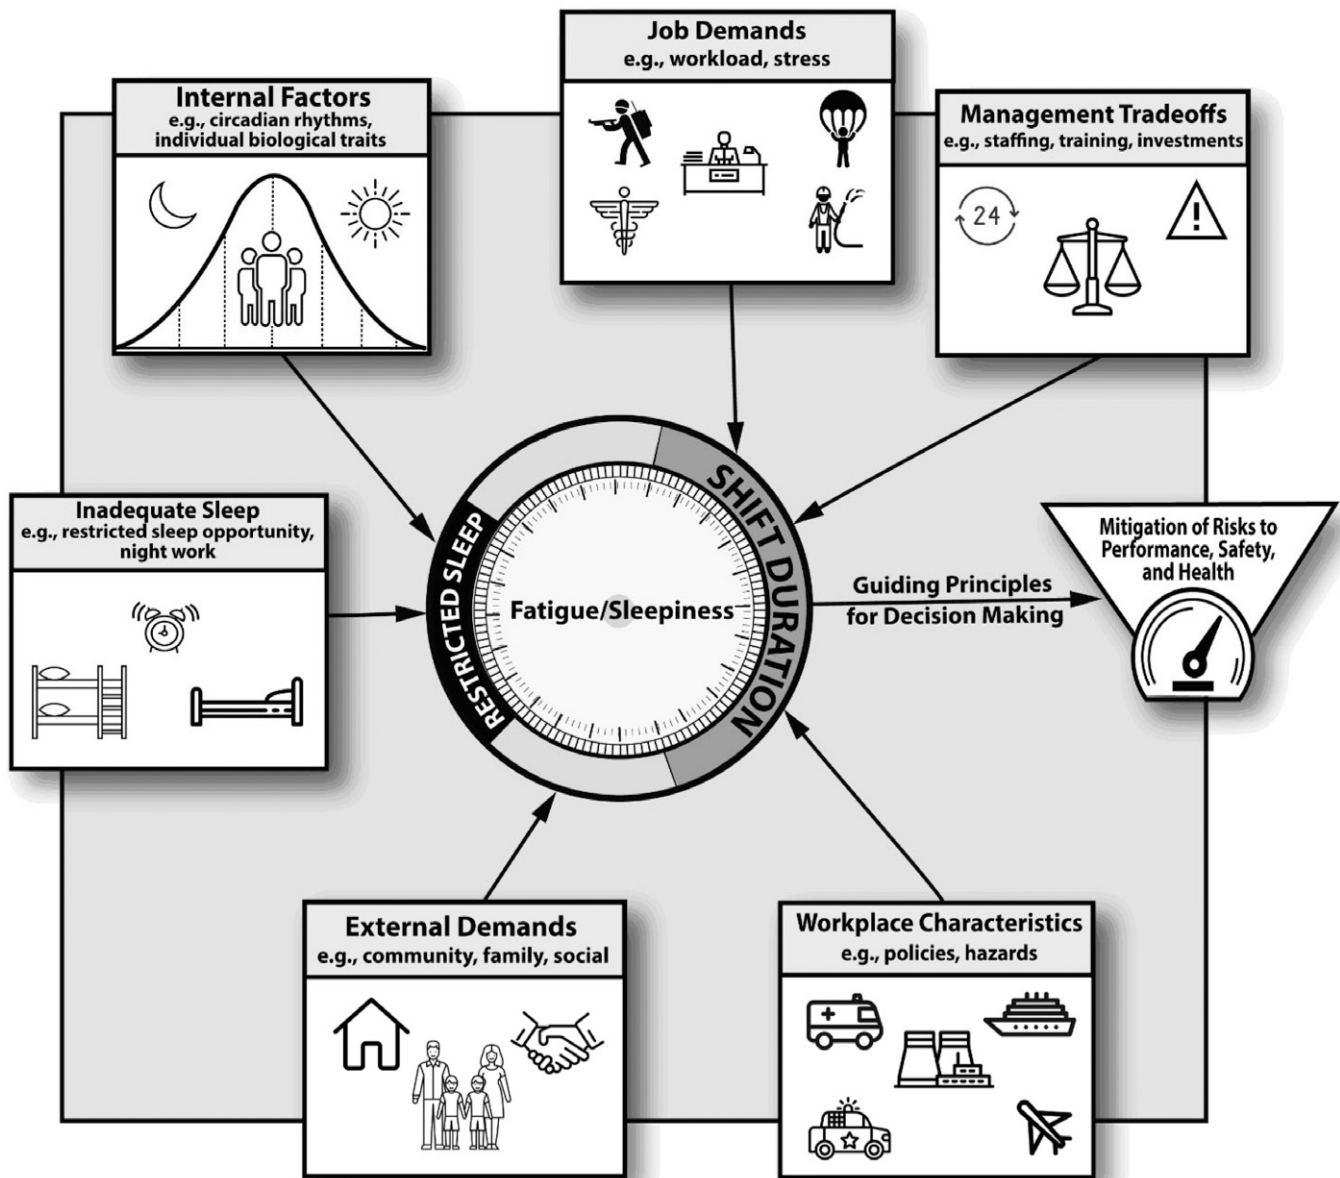 Job Demands
e.g., workload, stress
Internal Factors
e.g., circadian rhythms,
individual biological traits
Management Tradeoffs
e.g., staffing, training, investments
24
Inadequate Sleep
e.g., restricted sleep opportunity,
night work
RESTRICTED SLEEP
Fatigue/Sleepiness
SHIFT DURATION
Guiding Principles
for Decision Making
Mitigation of Risks to
Performance, Safety,
and Health
External Demands
e.g., community, family, social
Workplace Characteristics
e.g., policies, hazards